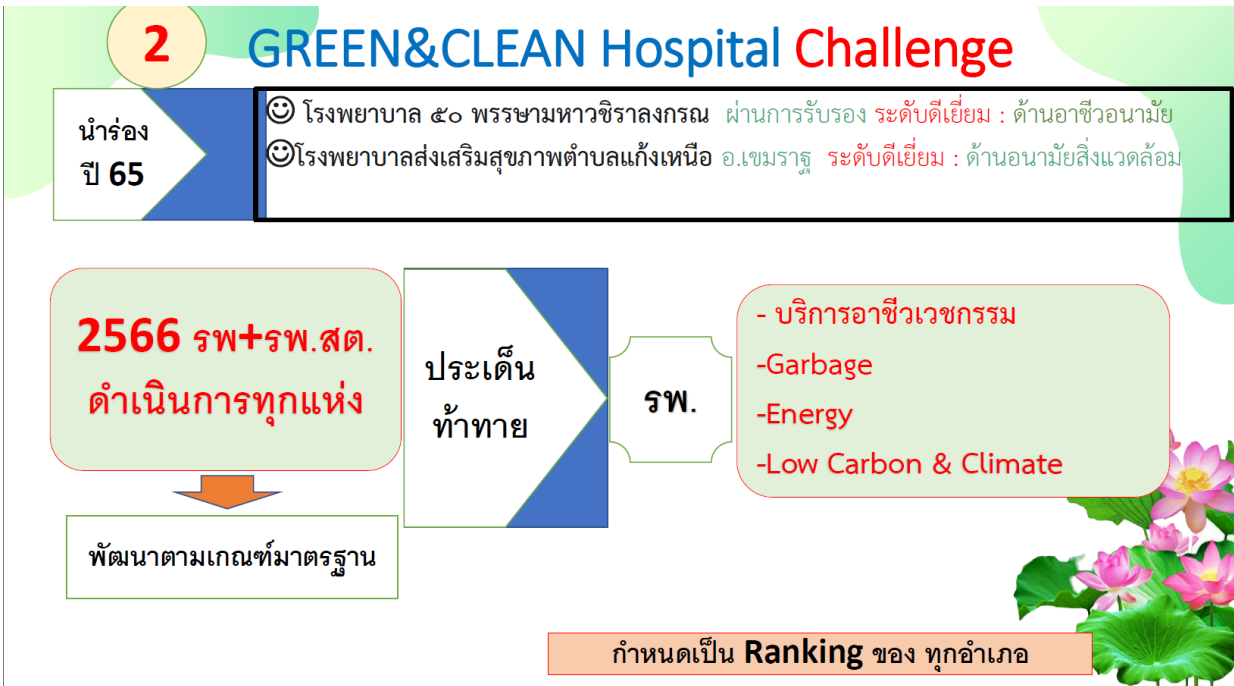 2
GREEN&CLEAN Hospital Challenge
นำร่อง
ปี 65
☺ โรงพยาบาล ๕๐ พรรษามหาวชิราลงกรณ ผ่านการรับรอง ระดับดีเยี่ยม : ด้านอาชีวอนามัย
☺โรงพยาบาลส่งเสริมสุขภาพตำบลแก้งเหนือ อ.เขมราฐ ระดับดีเยี่ยม : ด้านอนามัยสิ่งแวดล้อม
2566 รพ+รพ.สต.
ดำเนินการทุกแห่ง
พัฒนาตามเกณฑ์มาตรฐาน
ประเด็น
ท้าทาย
รพ.
- บริการอาชีวเวชกรรม
-Garbage
-Energy
-Low Carbon & Climate
กำหนดเป็น Ranking ของ ทุกอำเภอ